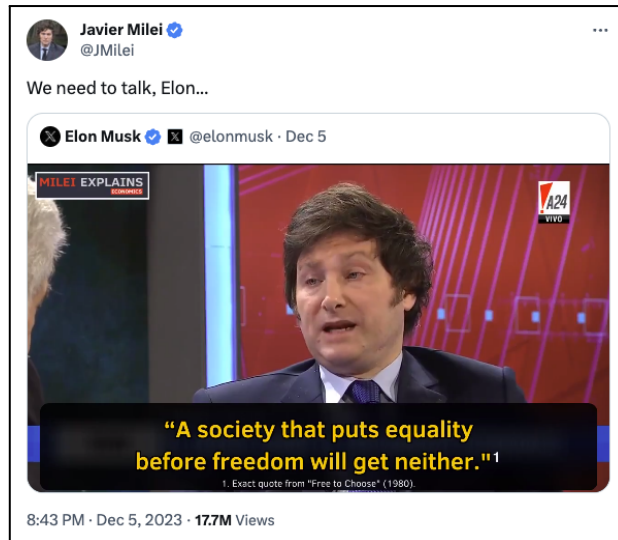 Javier Milei
@JMilei
We need to talk, Elon...
X Elon Musk X @elonmusk · Dec 5
MILEI EXPLAINS
ECONOMICS
A24
VIVO
“A society that puts equality
before freedom will get neither."¹
1. Exact quote from "Free to Choose" (1980).
8:43 PM · Dec 5, 2023 · 17.7M Views